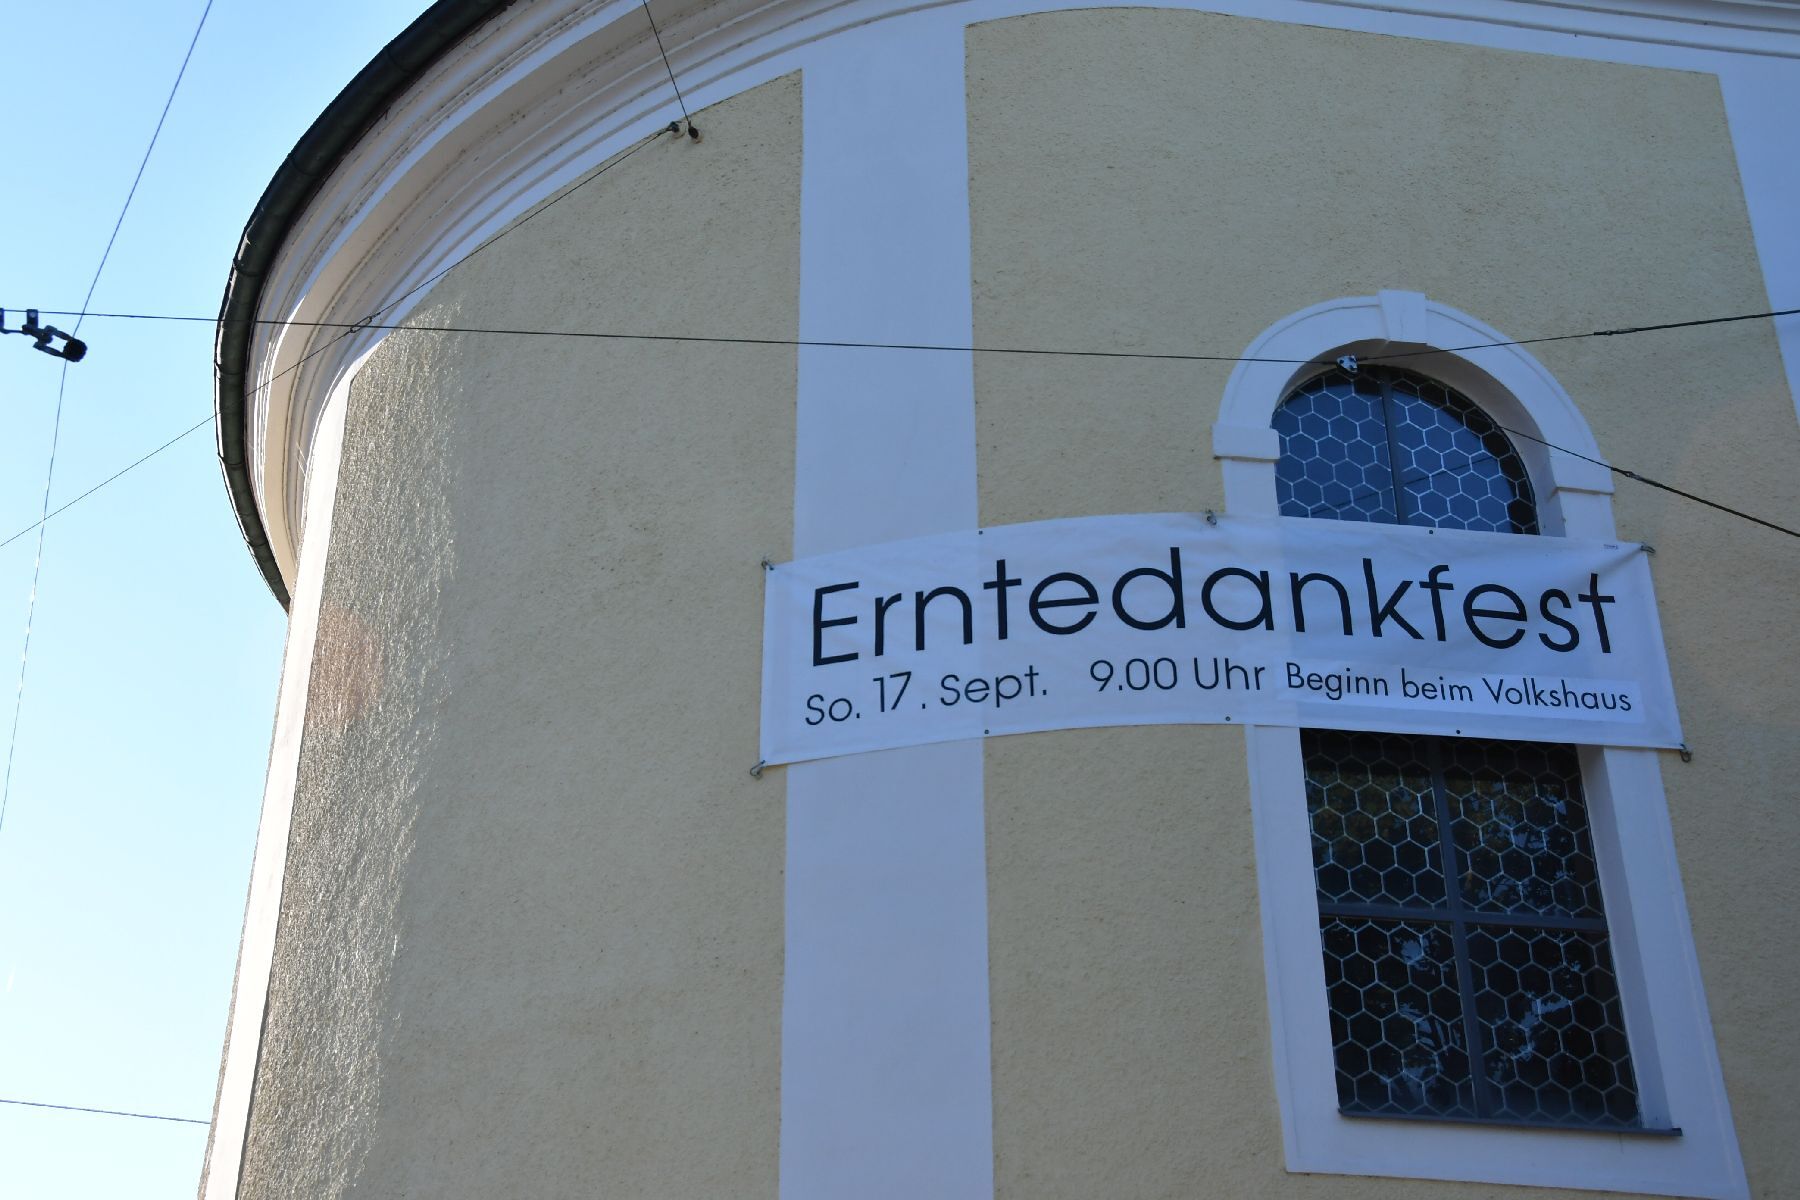 Erntedankfest
So. 17. Sept. 9.00 Uhr Beginn beim Volkshaus